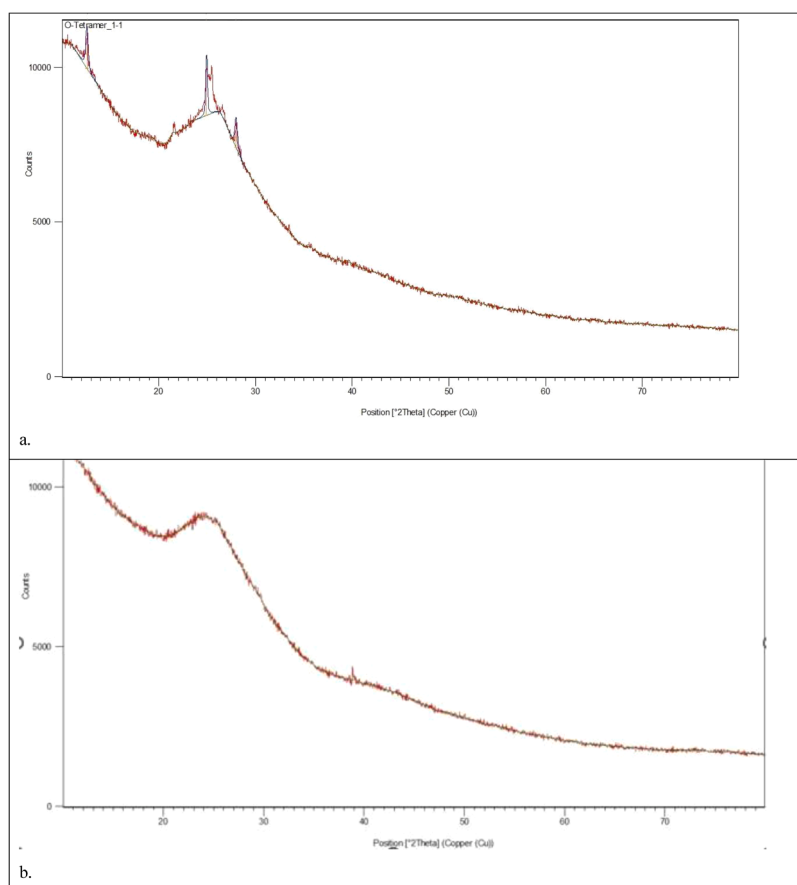 O-Tetramer_1-1
10000
5000
0
Counts
20 30 40 50 60 70
Position [°2Theta] (Copper (Cu))
a.
10000
5000
0
Counts
20 30 40 50 60 70
Position [°2Theta] (Copper (Cu))
b.